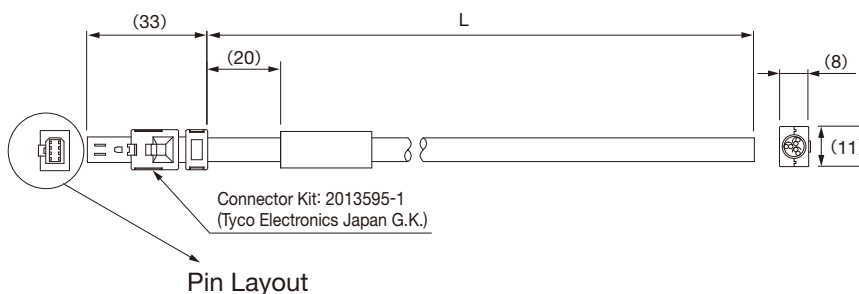 (33)
L
(20)
(8)
(11)
Connector Kit: 2013595-1
(Tyco Electronics Japan G.K.)
Pin Layout